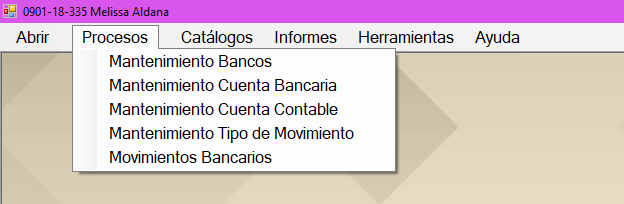 0901-18-335 Melissa Aldana
Abrir Procesos Catálogos Informes Herramientas Ayuda
Mantenimiento Bancos
Mantenimiento Cuenta Bancaria
Mantenimiento Cuenta Contable
Mantenimiento Tipo de Movimiento
Movimientos Bancarios